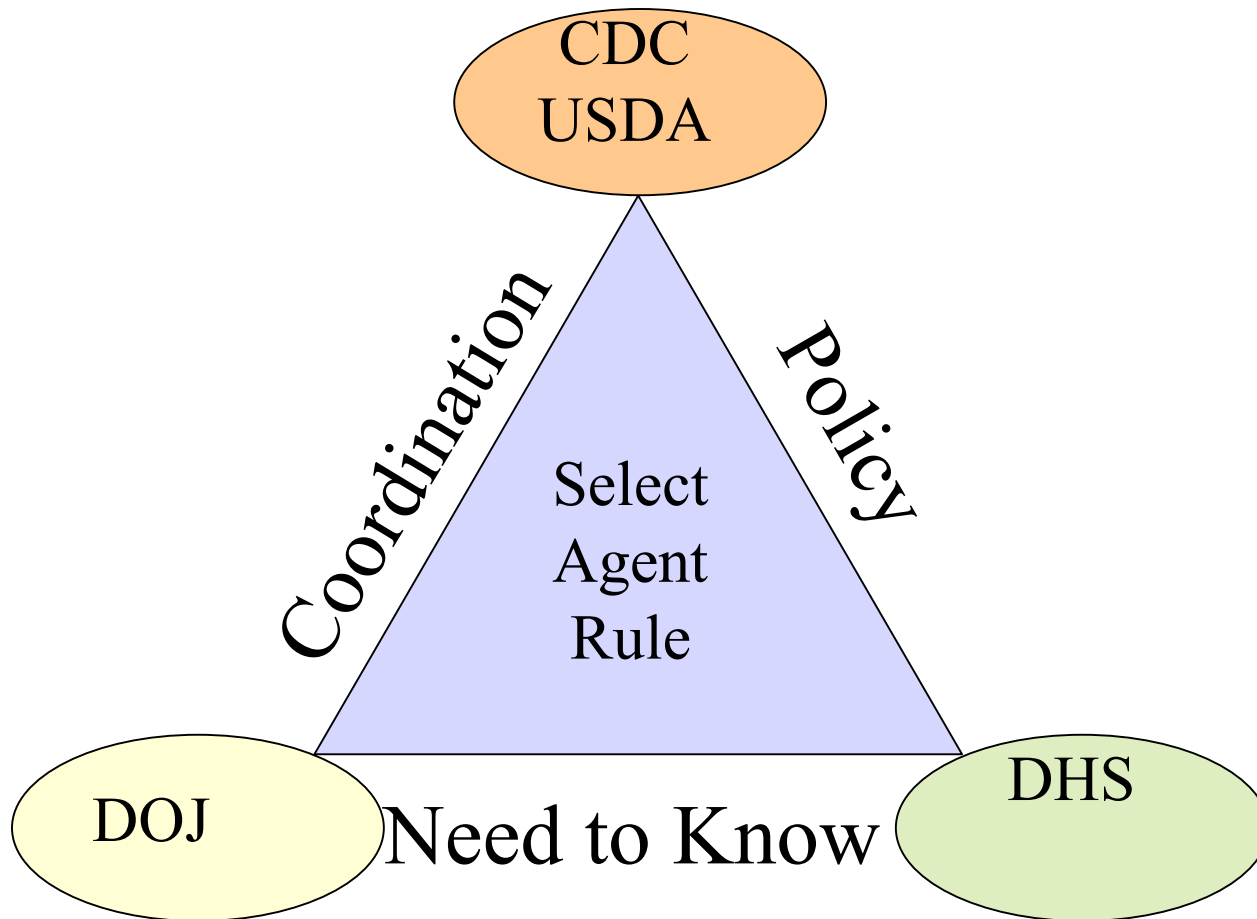 CDC
USDA
Coordination
Policy
Select
Agent
Rule
DOJ
Need to Know
DHS